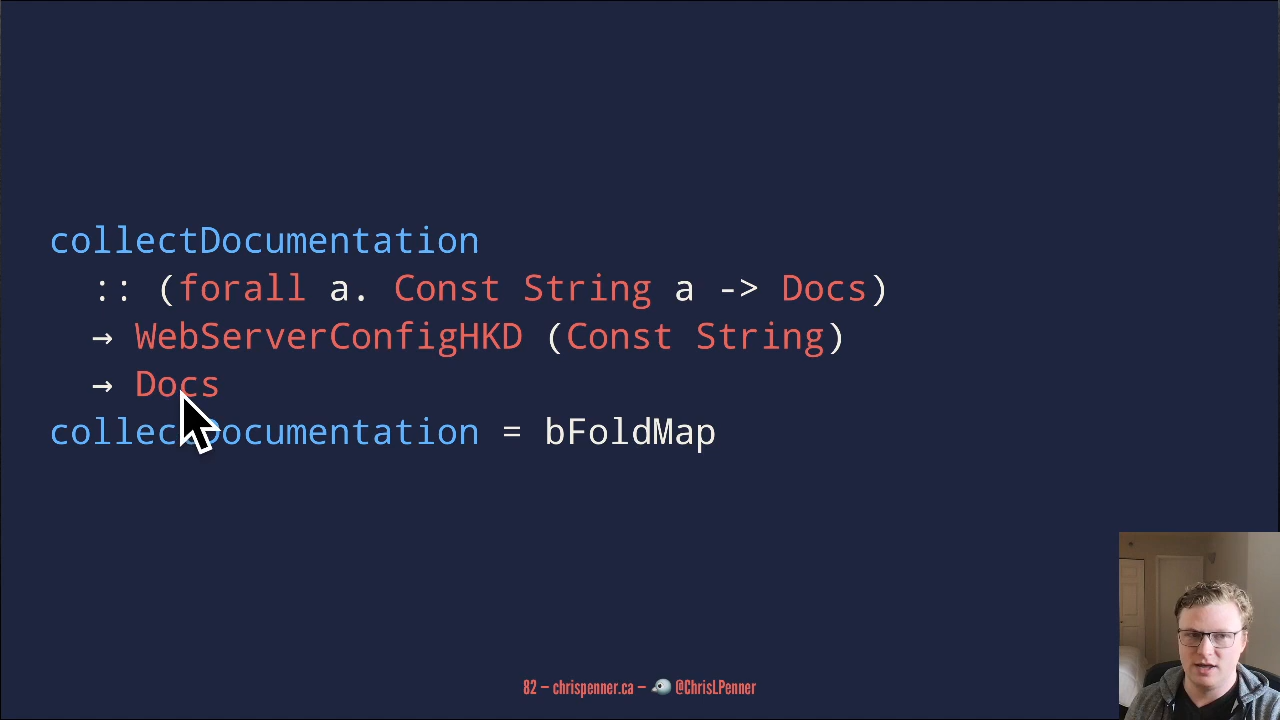 collectDocumentation
:: (forall a. Const String a -> Docs)
→ WebServerConfigHKD (Const String)
→ Docs
collectDocumentation = bFoldMap
82 – chrispenner.ca – 🐦 @ChrisLPenner